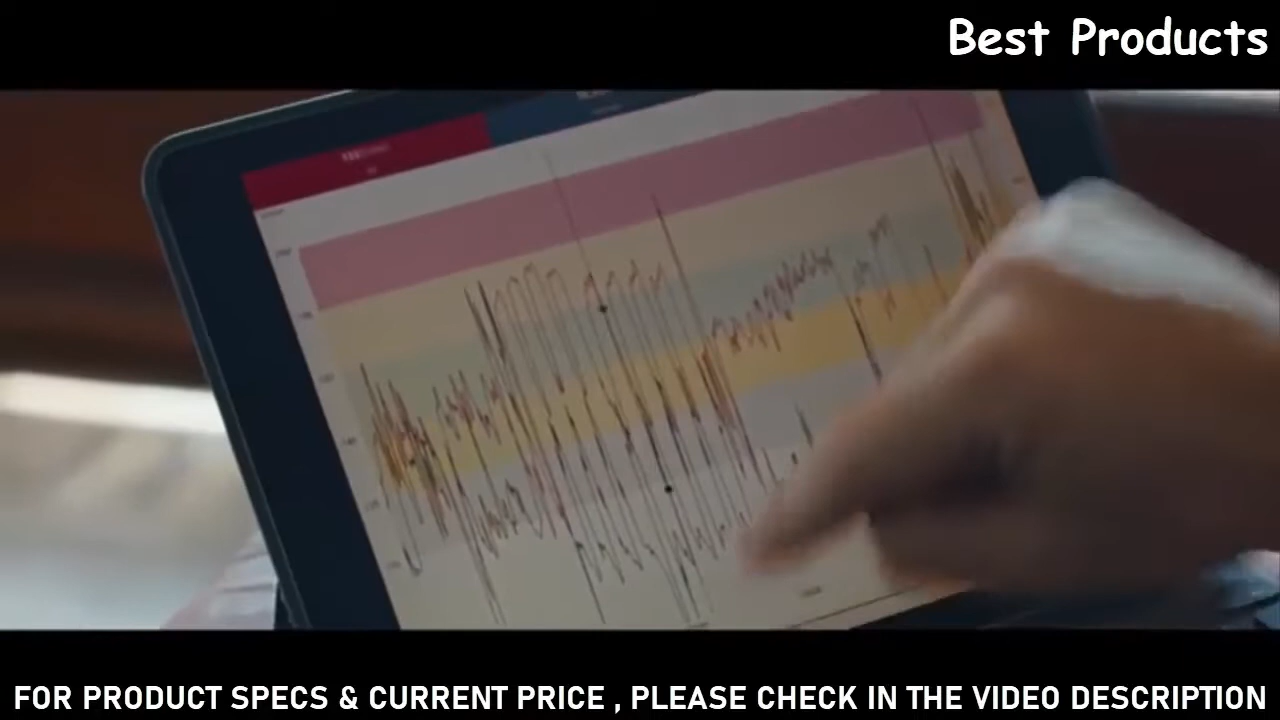 Best Products
FOR PRODUCT SPECS & CURRENT PRICE , PLEASE CHECK IN THE VIDEO DESCRIPTION